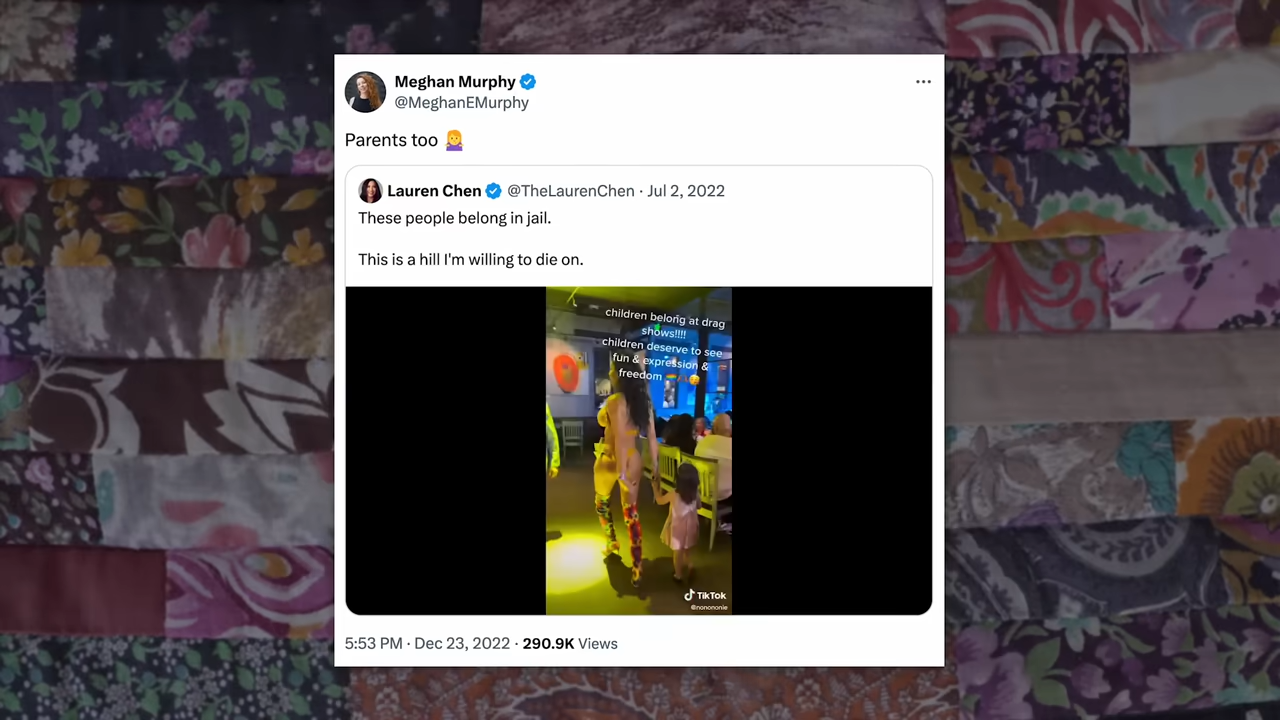 Meghan Murphy
@MeghanEMurphy
Parents too 🤷‍♀️
Lauren Chen @TheLaurenChen · Jul 2, 2022
These people belong in jail.
This is a hill I'm willing to die on.
children belong at drag
shows!!!!
children deserve to see
fun & expression &
freedom
TikTok
@nonononie
5:53 PM · Dec 23, 2022 · 290.9K Views